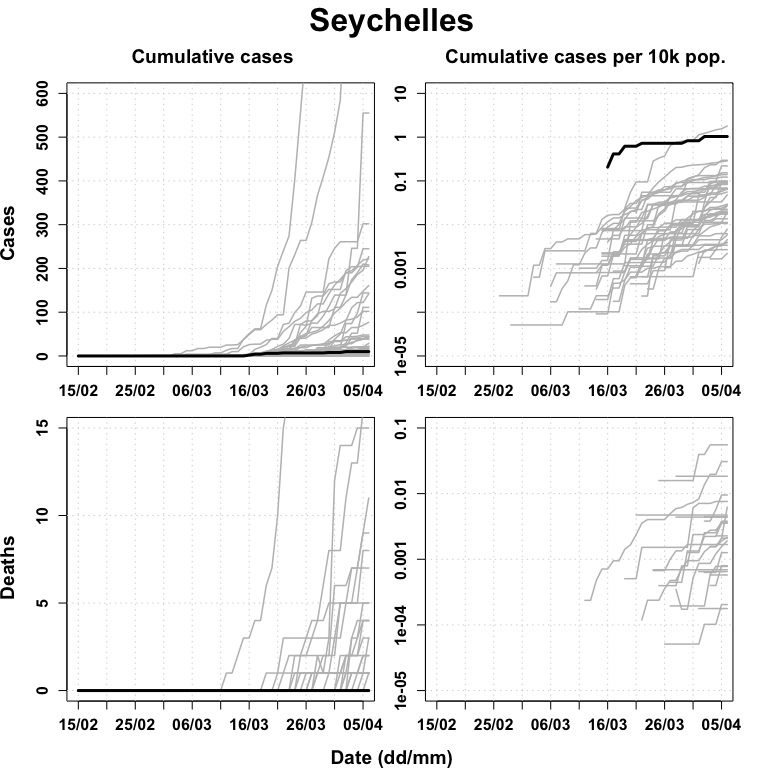 Seychelles
Cumulative cases
Cumulative cases per 10k pop.
Cases
600
500
400
300
200
100
0
15/02 25/02 06/03 16/03 26/03 05/04
10
1
0.1
0.001
1e-05
15/02 25/02 06/03 16/03 26/03 05/04
Deaths
15
10
5
0
15/02 25/02 06/03 16/03 26/03 05/04
0.1
0.01
0.001
1e-04
1e-05
15/02 25/02 06/03 16/03 26/03 05/04
Date (dd/mm)